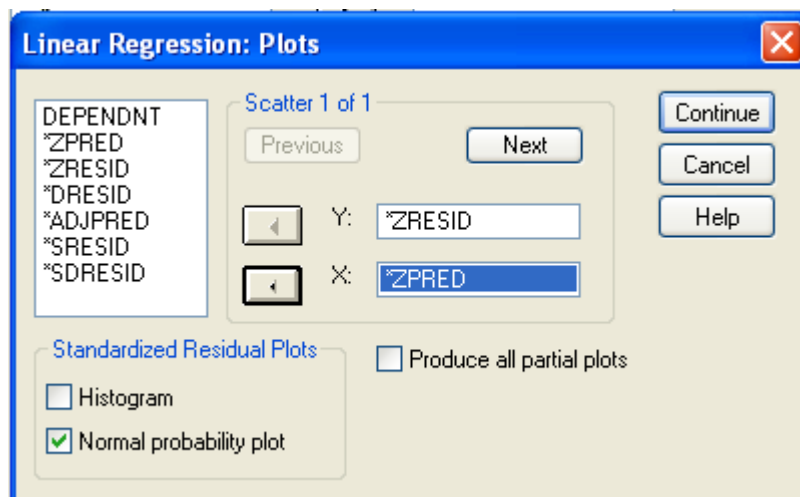 Linear Regression: Plots
DEPENDNT
*ZPRED
*ZRESID
*DRESID
*ADJPRED
*SRESID
*SDRESID
Scatter 1 of 1
Previous
Next
Y:
*ZRESID
X:
*ZPRED
Continue
Cancel
Help
Standardized Residual Plots
Histogram
Normal probability plot
Produce all partial plots